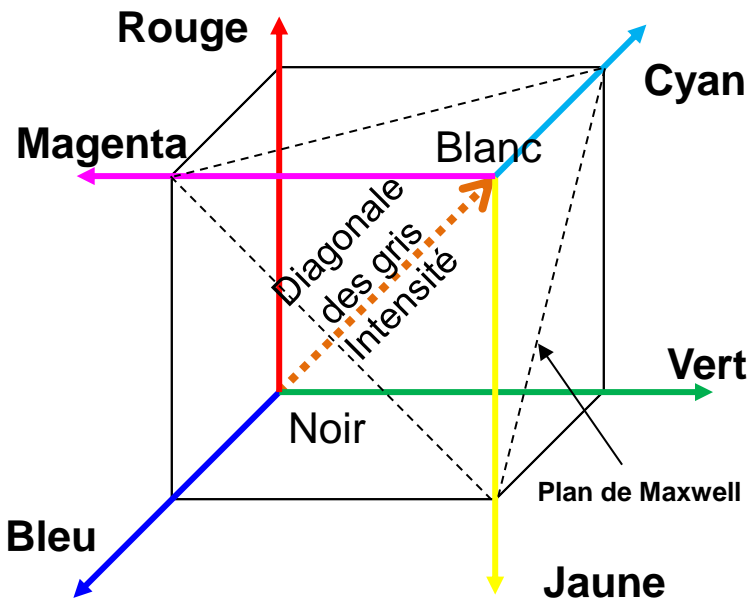 Rouge
Cyan
Magenta
Blanc
Diagonale
des gris
Intensité
Vert
Noir
Plan de Maxwell
Bleu
Jaune